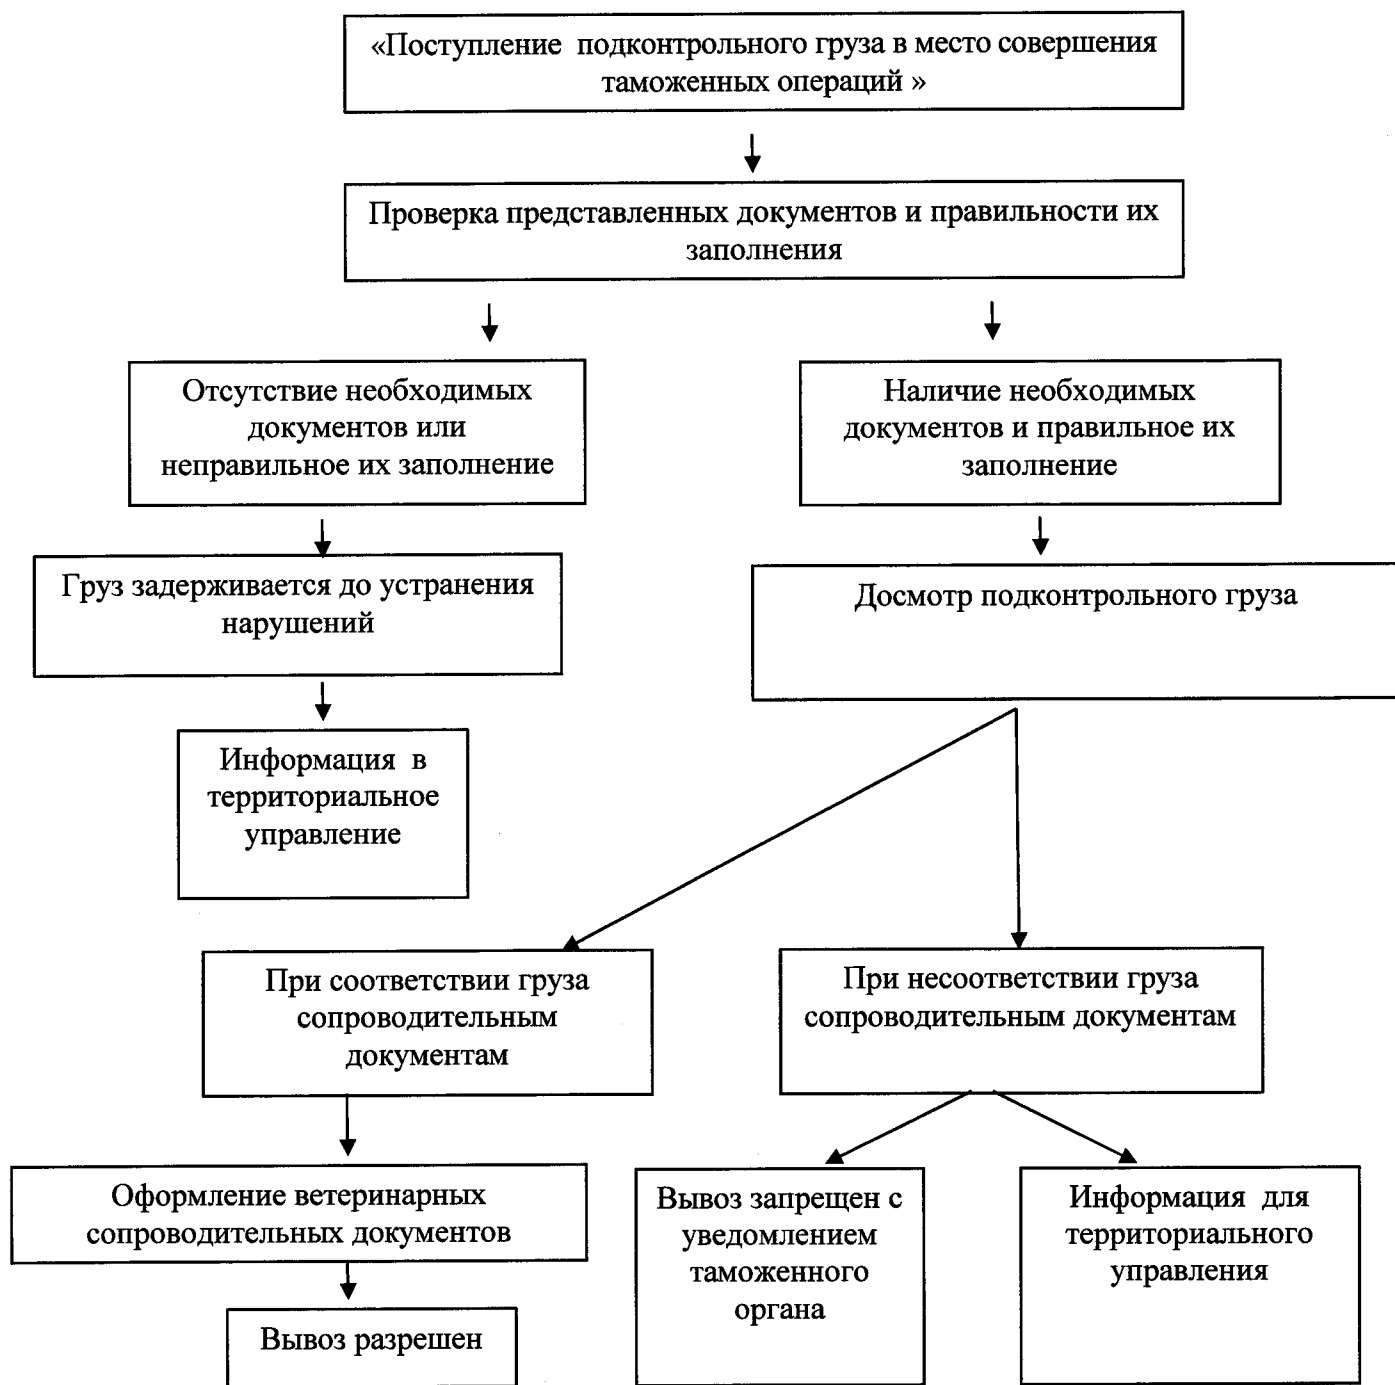 «Поступление подконтрольного груза в место совершения
таможенных операций »
Проверка представленных документов и правильности их
заполнения
Отсутствие необходимых
документов или
неправильное их заполнение
Наличие необходимых
документов и правильное их
заполнение
Груз задерживается до устранения
нарушений
Досмотр подконтрольного груза
Информация в
территориальное
управление
При соответствии груза
сопроводительным
документам
При несоответствии груза
сопроводительным документам
Оформление ветеринарных
сопроводительных документов
Вывоз запрещен с
уведомлением
таможенного
органа
Информация для
территориального
управления
Вывоз разрешен